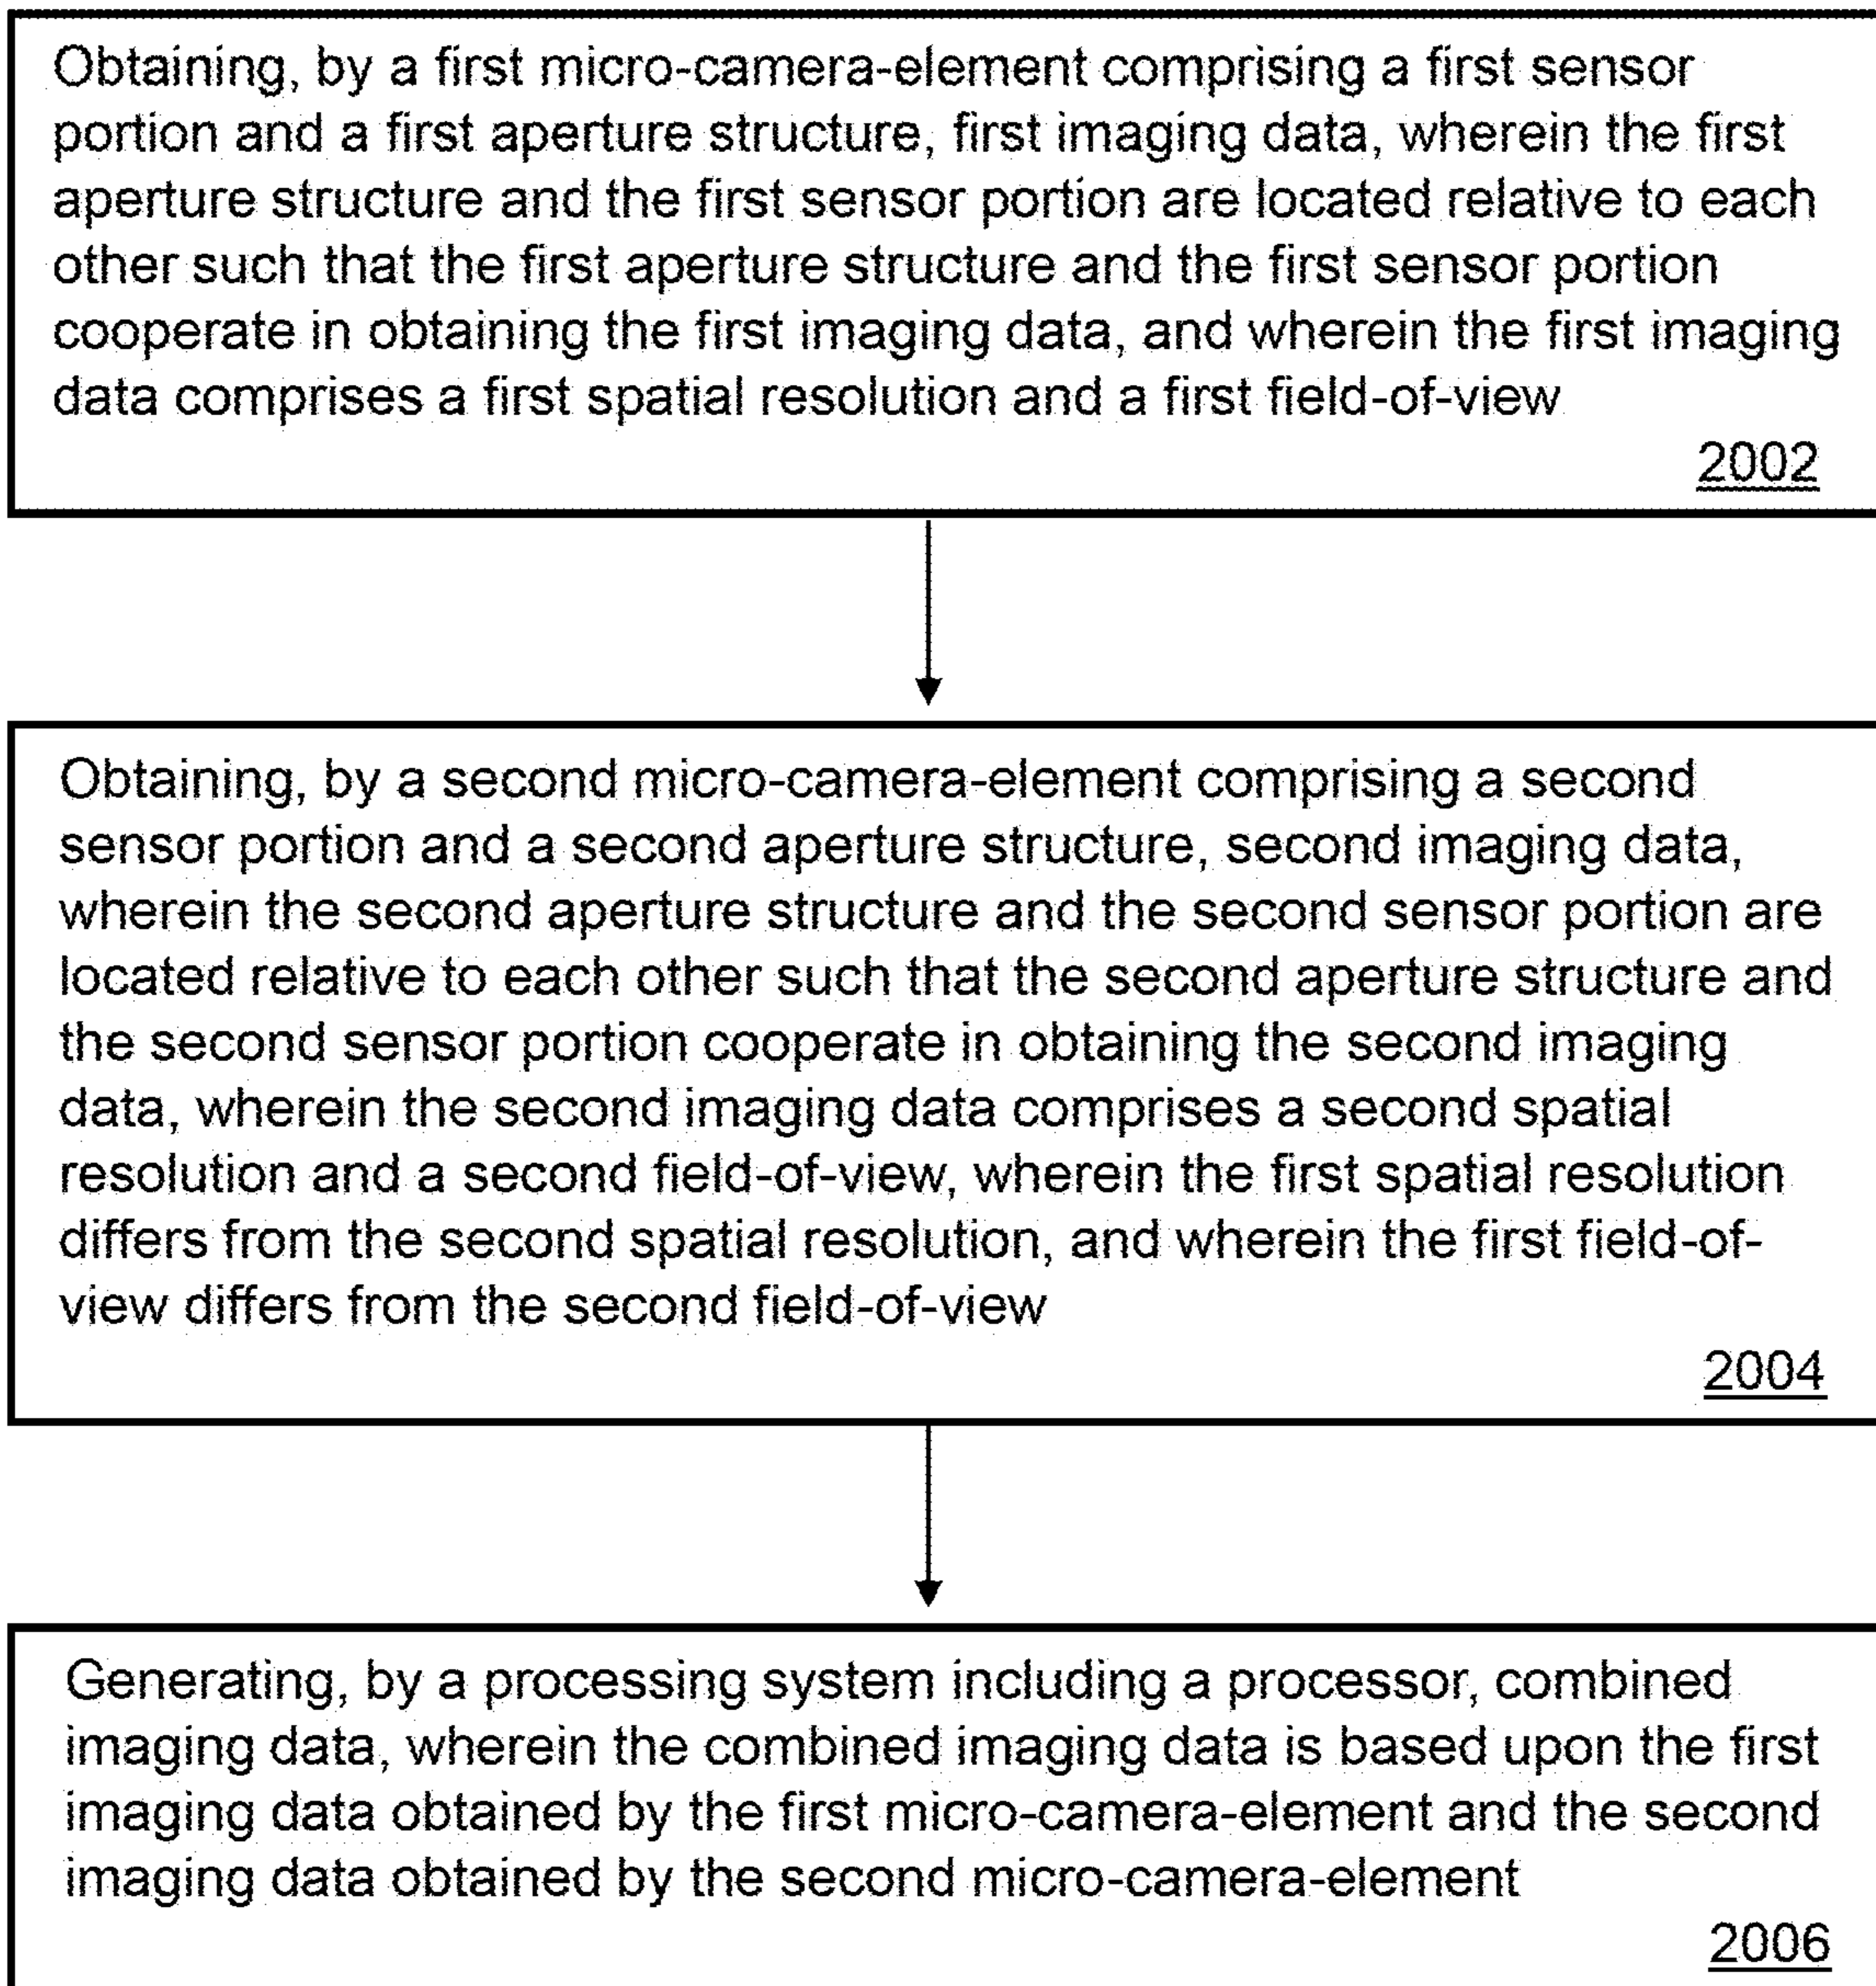 Obtaining, by a first micro-camera-element comprising a first sensor
portion and a first aperture structure, first imaging data, wherein the first
aperture structure and the first sensor portion are located relative to each
other such that the first aperture structure and the first sensor portion
cooperate in obtaining the first imaging data, and wherein the first imaging
data comprises a first spatial resolution and a first field-of-view
2002
Obtaining, by a second micro-camera-element comprising a second
sensor portion and a second aperture structure, second imaging data,
wherein the second aperture structure and the second sensor portion are
located relative to each other such that the second aperture structure and
the second sensor portion cooperate in obtaining the second imaging
data, wherein the second imaging data comprises a second spatial
resolution and a second field-of-view, wherein the first spatial resolution
differs from the second spatial resolution, and wherein the first field-of-
view differs from the second field-of-view
2004
Generating, by a processing system including a processor, combined
imaging data, wherein the combined imaging data is based upon the first
imaging data obtained by the first micro-camera-element and the second
imaging data obtained by the second micro-camera-element
2006